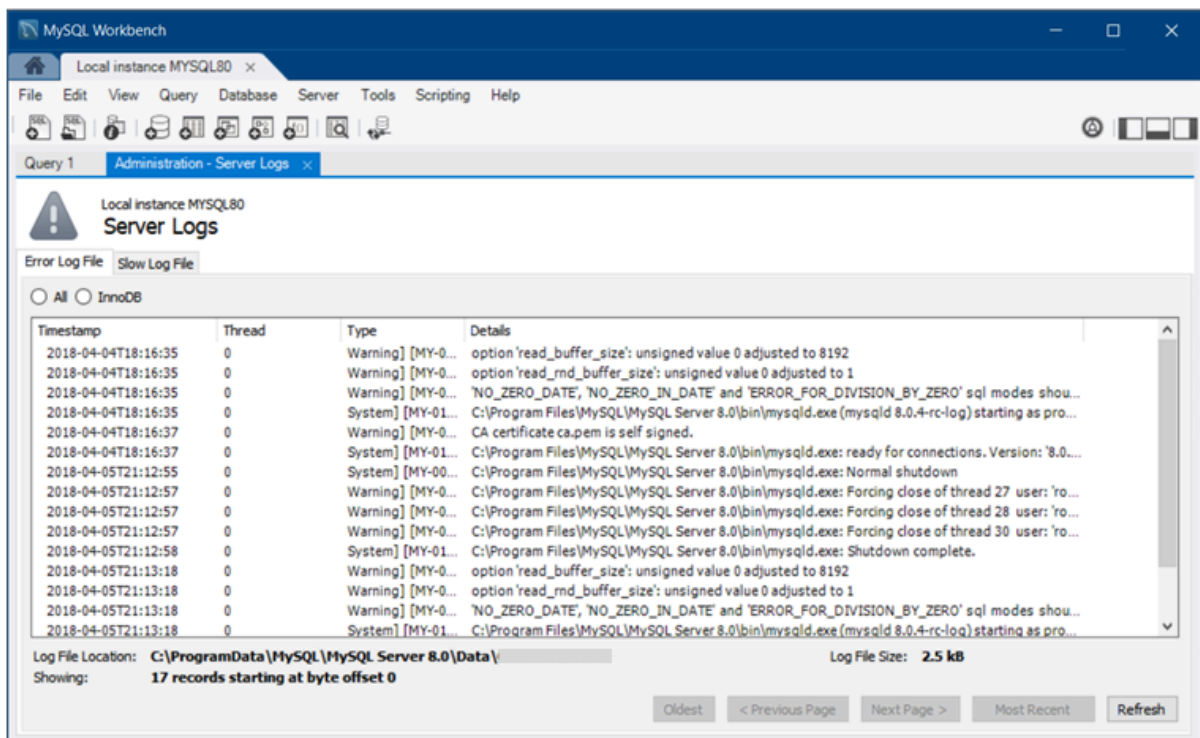 MySQL Workbench
Local instance MYSQL80
File Edit View Query Database Server Tools Scripting Help
Query 1 Administration - Server Logs
Local instance MYSQL80
Server Logs
Error Log File Slow Log File
All InnoDB
Timestamp Thread Type Details
2018-04-04T18:16:35 0 Warning] [MY-0... option 'read_buffer_size': unsigned value 0 adjusted to 8192
2018-04-04T18:16:35 0 Warning] [MY-0... option 'read_rnd_buffer_size': unsigned value 0 adjusted to 1
2018-04-04T18:16:35 0 Warning] [MY-0... 'NO_ZERO_DATE', 'NO_ZERO_IN_DATE' and 'ERROR_FOR_DIVISION_BY_ZERO' sql modes shou...
2018-04-04T18:16:35 0 System] [MY-01... C:\Program Files\MySQL\MySQL Server 8.0\bin\mysqld.exe (mysqld 8.0.4-rc-log) starting as pro...
2018-04-04T18:16:37 0 Warning] [MY-0... CA certificate ca.pem is self signed.
2018-04-04T18:16:37 0 System] [MY-01... C:\Program Files\MySQL\MySQL Server 8.0\bin\mysqld.exe: ready for connections. Version: '8.0....
2018-04-05T21:12:55 0 System] [MY-00... C:\Program Files\MySQL\MySQL Server 8.0\bin\mysqld.exe: Normal shutdown
2018-04-05T21:12:57 0 Warning] [MY-0... C:\Program Files\MySQL\MySQL Server 8.0\bin\mysqld.exe: Forcing close of thread 27 user: 'ro...
2018-04-05T21:12:57 0 Warning] [MY-0... C:\Program Files\MySQL\MySQL Server 8.0\bin\mysqld.exe: Forcing close of thread 28 user: 'ro...
2018-04-05T21:12:57 0 Warning] [MY-0... C:\Program Files\MySQL\MySQL Server 8.0\bin\mysqld.exe: Forcing close of thread 30 user: 'ro...
2018-04-05T21:12:58 0 System] [MY-01... C:\Program Files\MySQL\MySQL Server 8.0\bin\mysqld.exe: Shutdown complete.
2018-04-05T21:13:18 0 Warning] [MY-0... option 'read_buffer_size': unsigned value 0 adjusted to 8192
2018-04-05T21:13:18 0 Warning] [MY-0... option 'read_rnd_buffer_size': unsigned value 0 adjusted to 1
2018-04-05T21:13:18 0 Warning] [MY-0... 'NO_ZERO_DATE', 'NO_ZERO_IN_DATE' and 'ERROR_FOR_DIVISION_BY_ZERO' sql modes shou...
2018-04-05T21:13:18 0 System] [MY-01... C:\Program Files\MySQL\MySQL Server 8.0\bin\mysqld.exe (mysqld 8.0.4-rc-log) starting as pro...
Log File Location: C:\ProgramData\MySQL\MySQL Server 8.0\Data\ Log File Size: 2.5 kB
Showing: 17 records starting at byte offset 0
Oldest < Previous Page Next Page > Most Recent Refresh